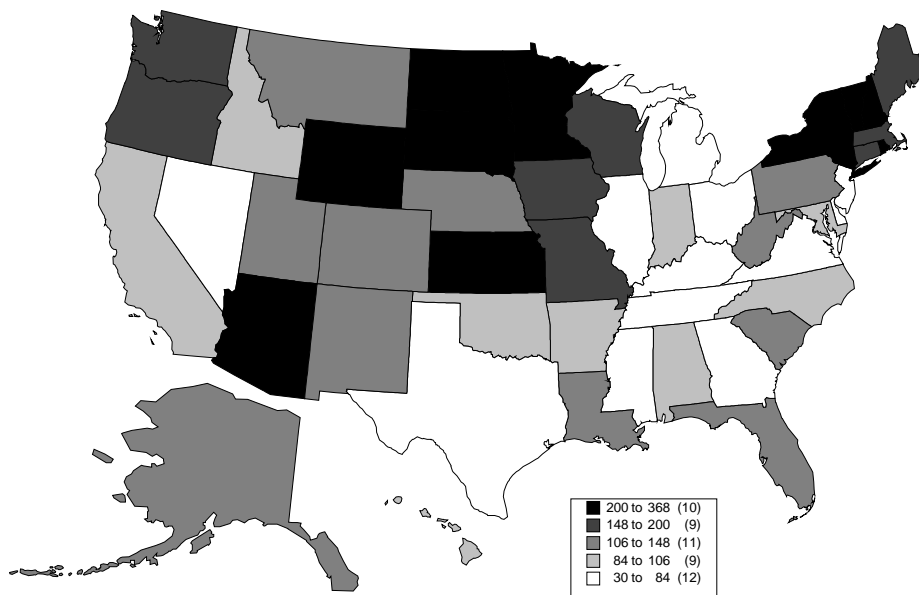 200 to 368 (10)
148 to 200 (9)
106 to 148 (11)
84 to 106 (9)
30 to 84 (12)